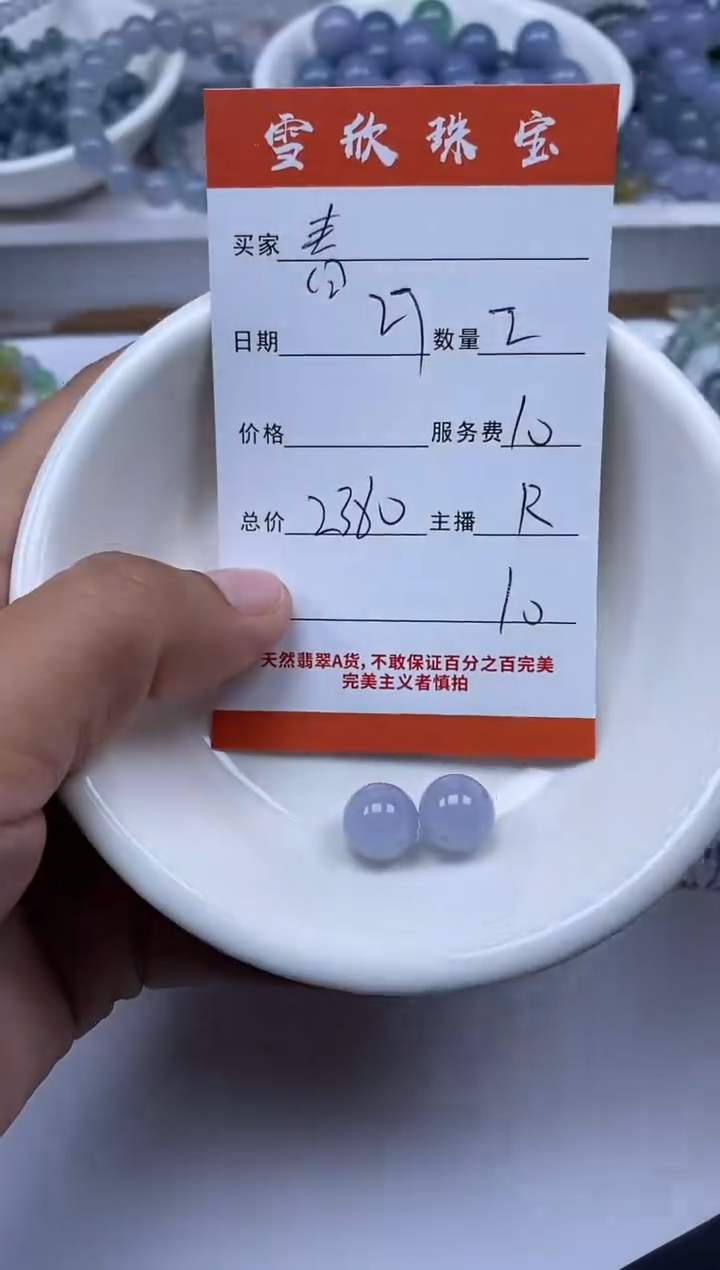 雪欣珠宝
买家
日期 27 数量 2
价格 服务费 10
总价 2380 主播 R
10
天然翡翠A货,不敢保证百分之百完美
完美主义者慎拍